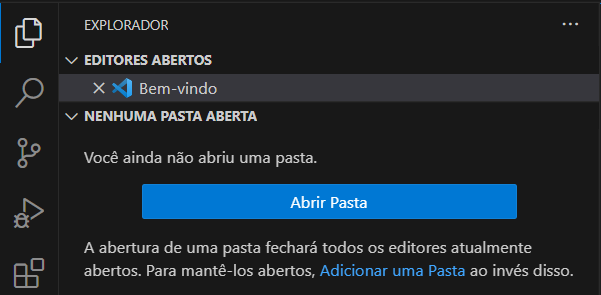 EXPLORADOR
EDITORES ABERTOS
Bem-vindo
NENHUMA PASTA ABERTA
Você ainda não abriu uma pasta.
Abrir Pasta
A abertura de uma pasta fechará todos os editores atualmente
abertos. Para mantê-los abertos, Adicionar uma Pasta ao invés disso.